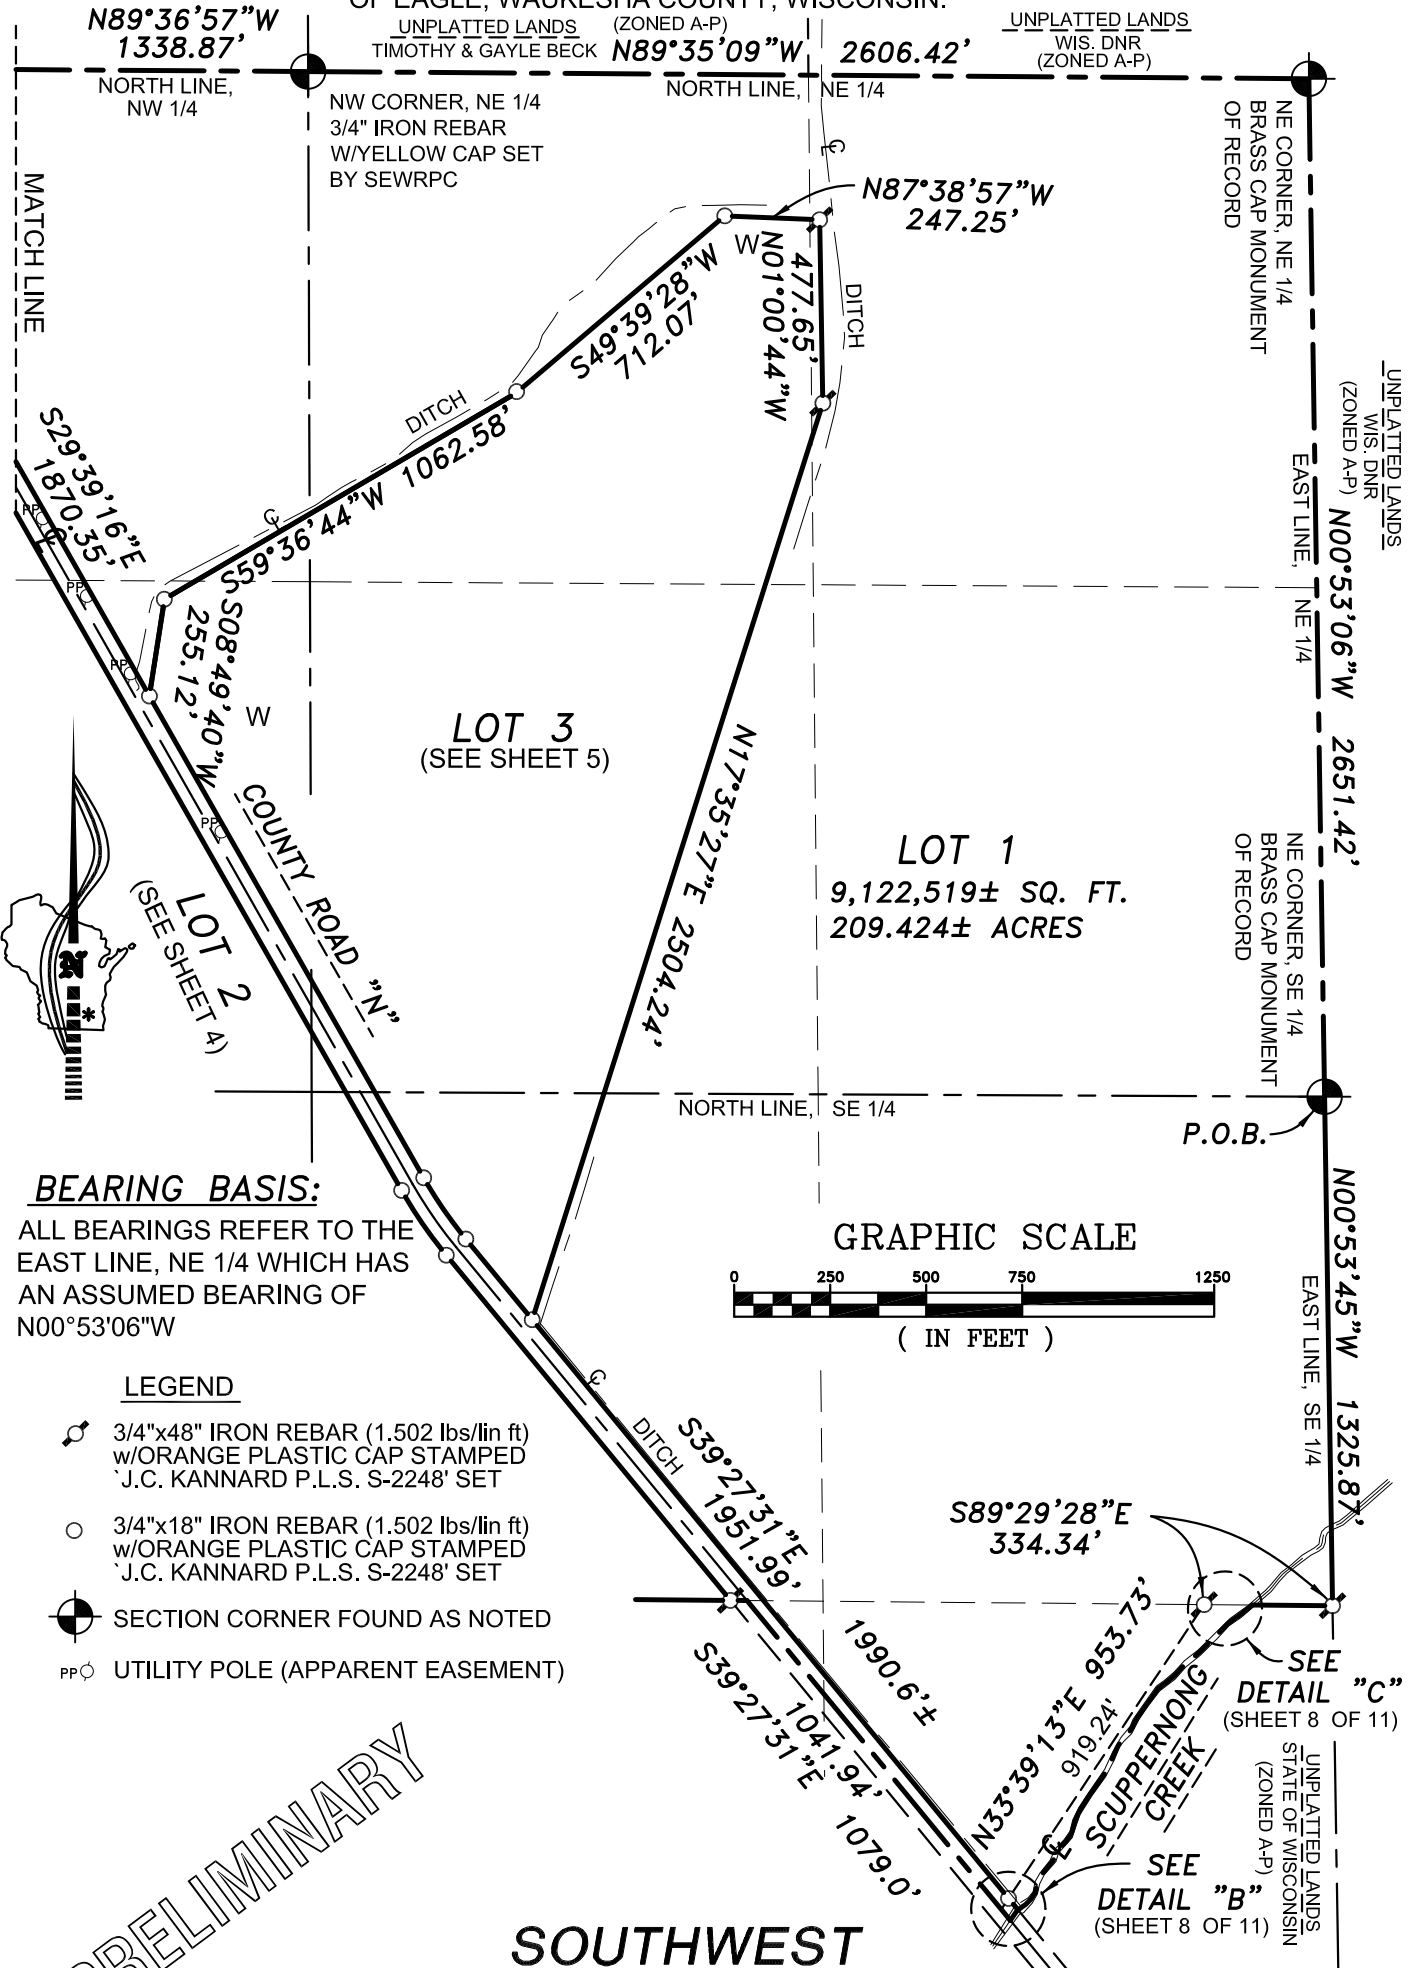 OF EAGLE, WAUKESHA COUNTY, WISCONSIN.
N89°36'57"W
1338.87'
UNPLATTED LANDS
TIMOTHY & GAYLE BECK
(ZONED A-P)
N89°35'09"W 2606.42'
UNPLATTED LANDS
WIS. DNR
(ZONED A-P)
NORTH LINE,
NW 1/4
NW CORNER, NE 1/4
3/4" IRON REBAR
W/YELLOW CAP SET
BY SEWRPC
NORTH LINE, NE 1/4
NE CORNER, NE 1/4
BRASS CAP MONUMENT
OF RECORD
MATCH LINE
N87°38'57"W
247.25'
W
477.65'
N01°00'44"W
DITCH
S49°39'28"W
712.07'
DITCH
S59°36'44"W 1062.58'
UNPLATTED LANDS
WIS. DNR
(ZONED A-P)
EAST LINE, NE 1/4
N00°53'06"W 2651.42'
S29°39'16"E
1870.35'
PP
PP
PP
PP
S08°49'40"W
255.12'
W
LOT 3
(SEE SHEET 5)
N17°35'27"E 2504.24'
COUNTY ROAD "N"
LOT 2
(SEE SHEET 4)
LOT 1
9,122,519± SQ. FT.
209.424± ACRES
NE CORNER, SE 1/4
BRASS CAP MONUMENT
OF RECORD
*
NORTH LINE, SE 1/4
P.O.B.
BEARING BASIS:
ALL BEARINGS REFER TO THE
EAST LINE, NE 1/4 WHICH HAS
AN ASSUMED BEARING OF
N00°53'06"W
GRAPHIC SCALE
0 250 500 750 1250
( IN FEET )
N00°53'45"W 1325.87'
EAST LINE, SE 1/4
LEGEND
3/4"x48" IRON REBAR (1.502 lbs/lin ft)
w/ORANGE PLASTIC CAP STAMPED
`J.C. KANNARD P.L.S. S-2248' SET
3/4"x18" IRON REBAR (1.502 lbs/lin ft)
w/ORANGE PLASTIC CAP STAMPED
`J.C. KANNARD P.L.S. S-2248' SET
SECTION CORNER FOUND AS NOTED
PP UTILITY POLE (APPARENT EASEMENT)
DITCH
S39°27'31"E
1951.99'
1990.6'±
S39°27'31"E
1041.94'
1079.0'
S89°29'28"E
334.34'
N33°39'13"E 953.73'
919.24'
SCUPPERNONG
CREEK
SEE
DETAIL "C"
(SHEET 8 OF 11)
UNPLATTED LANDS
STATE OF WISCONSIN
(ZONED A-P)
SEE
DETAIL "B"
(SHEET 8 OF 11)
PRELIMINARY
SOUTHWEST